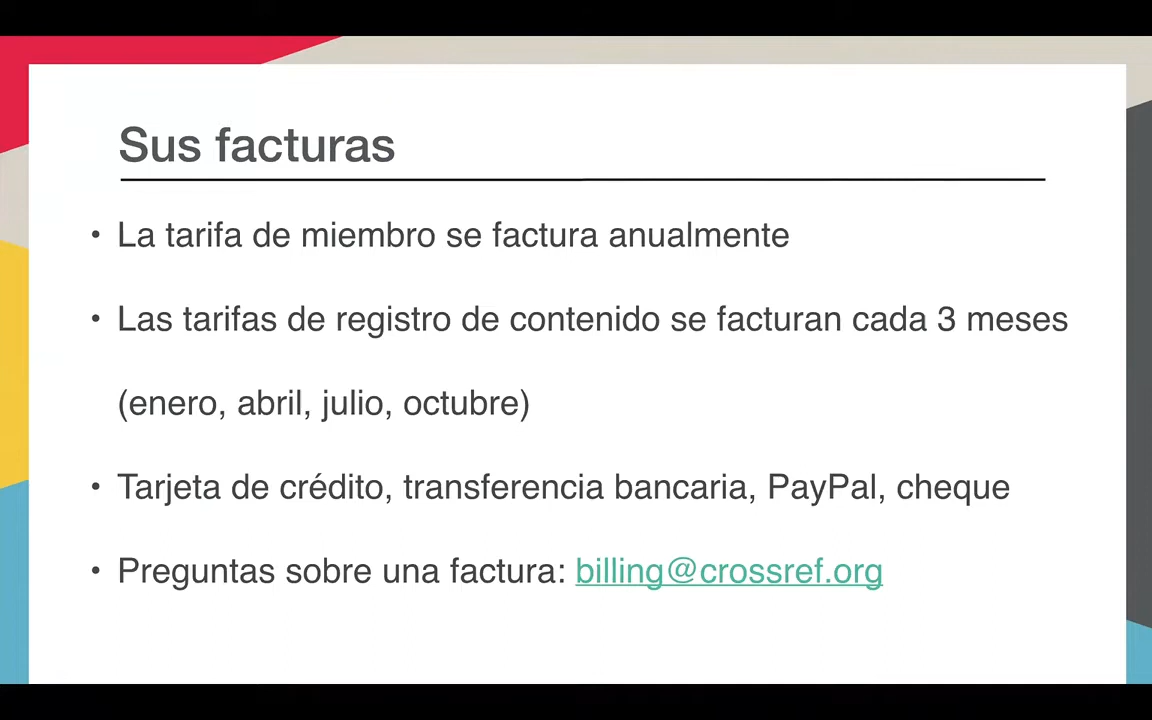 Sus facturas
• La tarifa de miembro se factura anualmente
• Las tarifas de registro de contenido se facturan cada 3 meses
(enero, abril, julio, octubre)
• Tarjeta de crédito, transferencia bancaria, PayPal, cheque
• Preguntas sobre una factura: billing@crossref.org